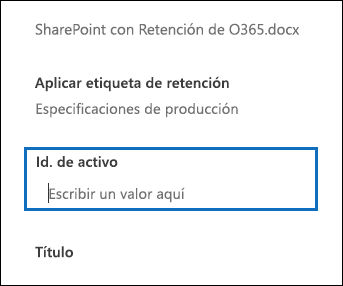 SharePoint con Retención de O365.docx
Aplicar etiqueta de retención
Especificaciones de producción
Id. de activo
Escribir un valor aquí
Título